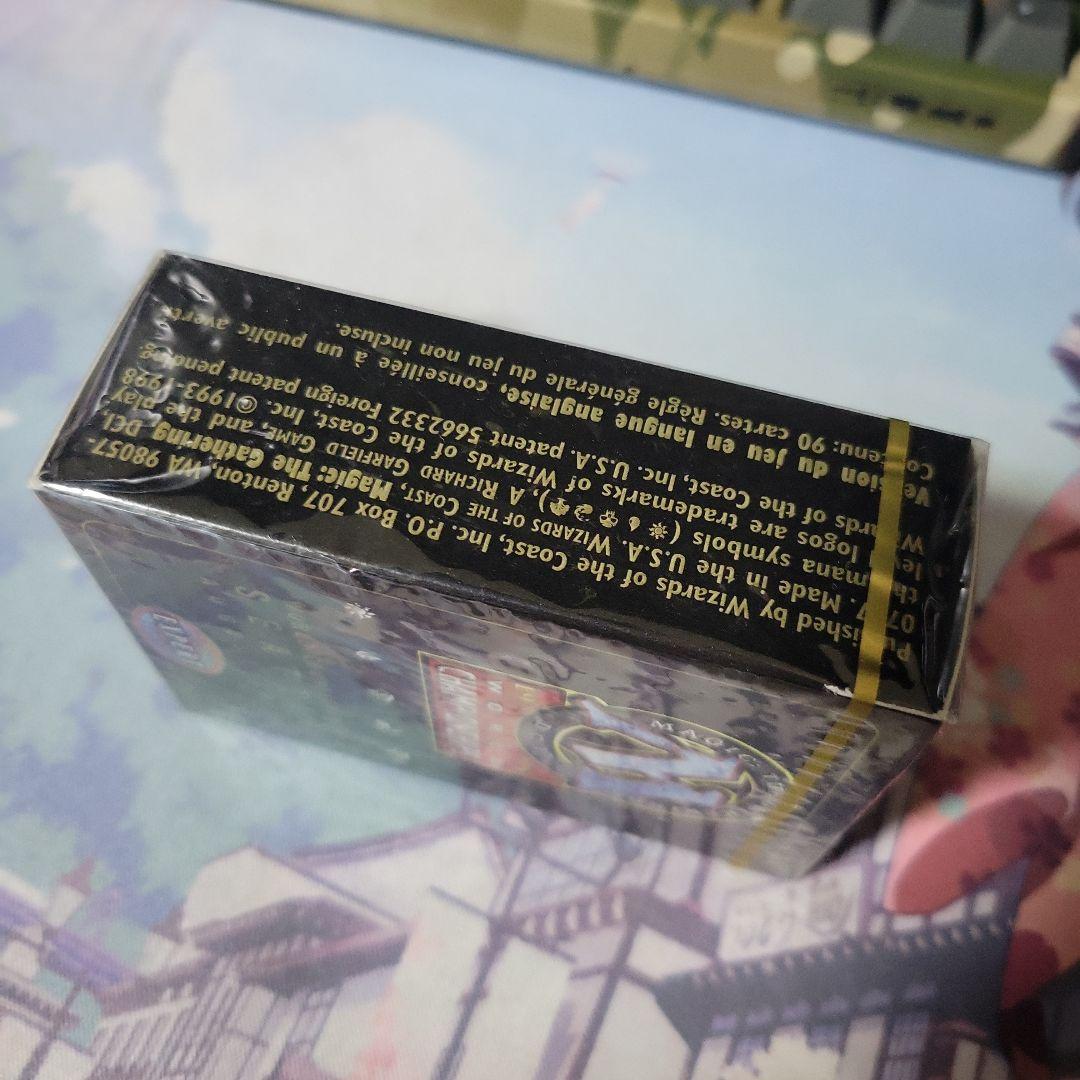 Published by Wizards of the Coast, Inc. P.O. Box 707, Renton, WA 98057-
0707. Made in the U.S.A. WIZARDS OF THE COAST, Magic: The Gathering, DCI,
the mana symbols ( ), A RICHARD GARFIELD GAME, and the play
level logos are trademarks of Wizards of the Coast, Inc. ©1993-1998
Wizards of the Coast, Inc. U.S.A. patent 5662332 Foreign patent pending.
Version du jeu en langue anglaise, conseillée à un public averti.
Contenu: 90 cartes. Règle générale du jeu non incluse.
MAGIC